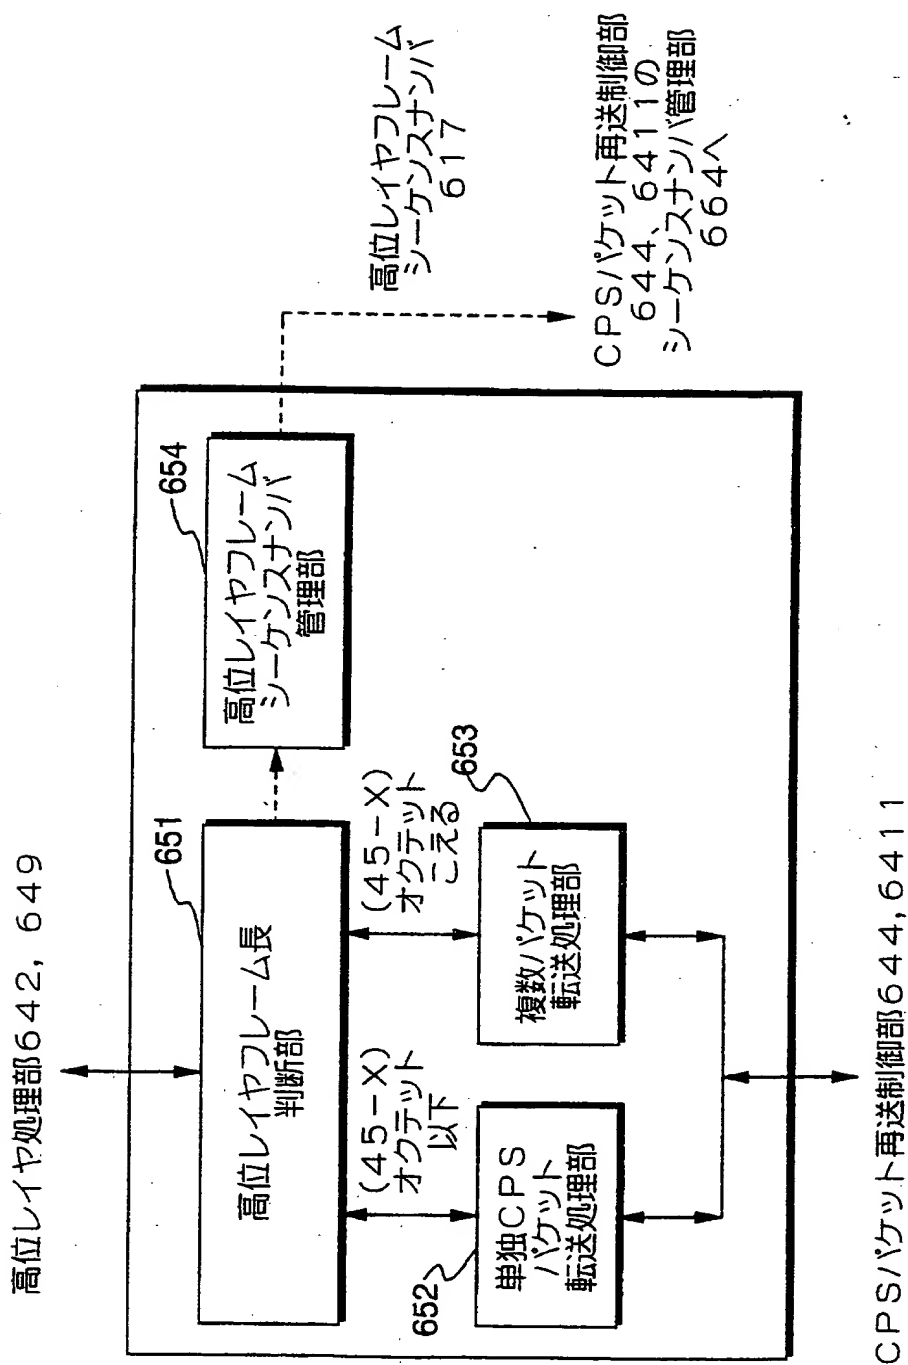 高位レイヤ処理部642, 649
651
高位レイヤフレーム長
判断部
654
高位レイヤフレーム
シーケンスナンバ
管理部
高位レイヤフレーム
シーケンスナンバ
617
CPSパケット再送制御部
644、6411の
シーケンスナンバ管理部
664へ
(45-X)
オクテット
以下
(45-X)
オクテット
こえる
652
単独CPS
パケット
転送処理部
653
複数パケット
転送処理部
CPSパケット再送制御部644,6411